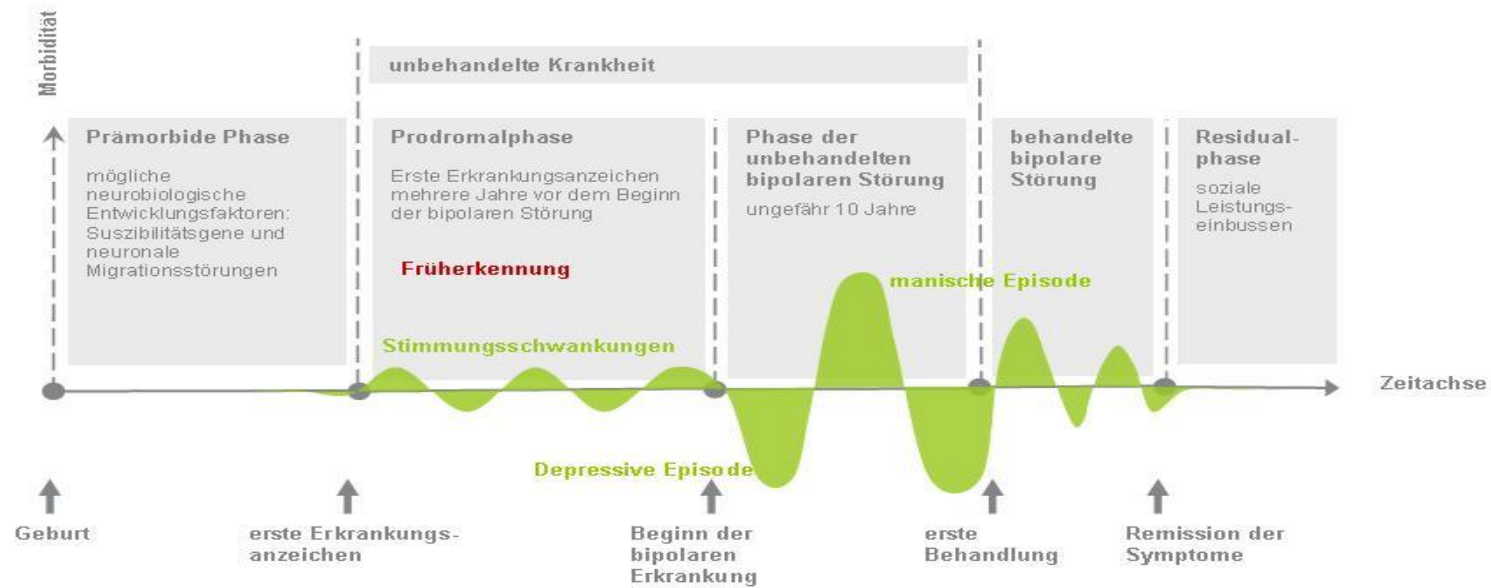 Morbidität
unbehandelte Krankheit
Prämorbide Phase
mögliche
neurobiologische
Entwicklungsfaktoren:
Suszibilitätsgene und
neuronale
Migrationsstörungen
Prodromalphase
Erste Erkrankungsanzeichen
mehrere Jahre vor dem Beginn
der bipolaren Störung
Früherkennung
Stimmungsschwankungen
Phase der
unbehandelten
bipolaren Störung
ungefähr 10 Jahre
manische Episode
behandelte
bipolare
Störung
Residual-
phase
soziale
Leistungs-
einbussen
Zeitachse
Depressive Episode
Geburt
erste Erkrankungs-
anzeichen
Beginn der
bipolaren
Erkrankung
erste
Behandlung
Remission der
Symptome